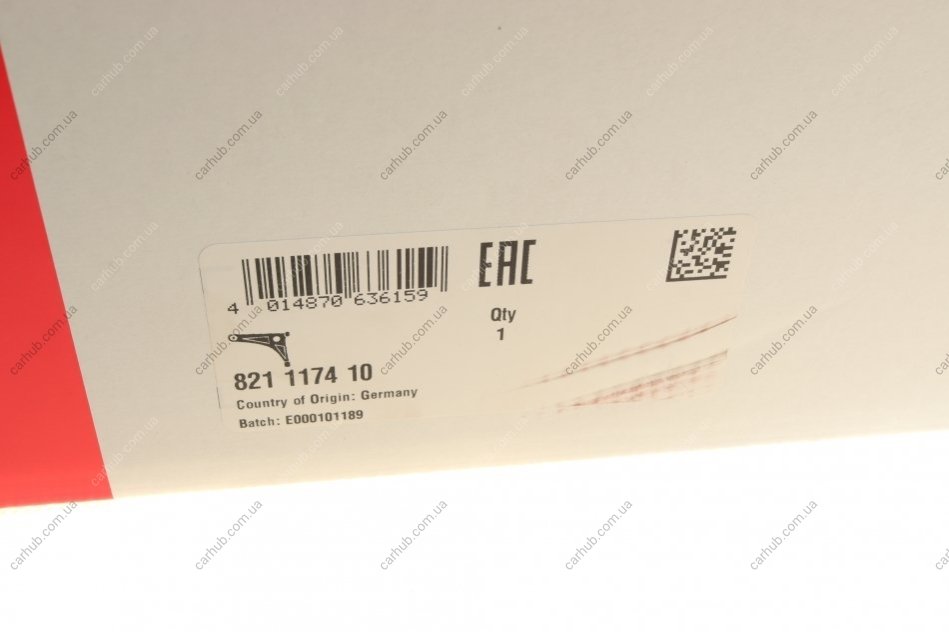 4 014870 636159
EAC
Qty
1
821 1174 10
Country of Origin: Germany
Batch: E000101189
carhub.com.ua